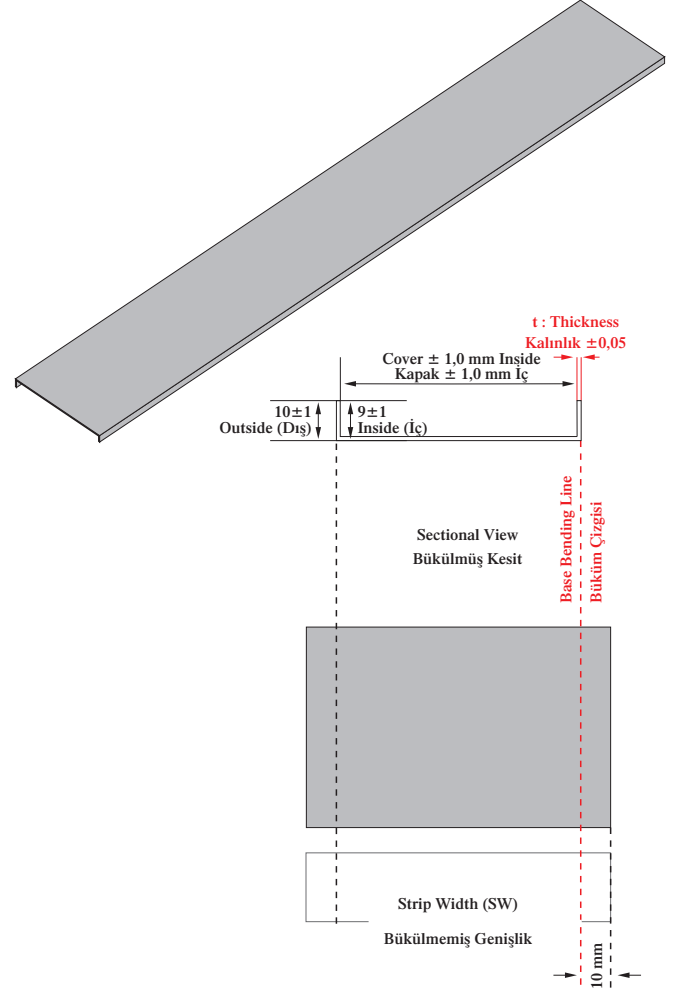 t : Thickness
Kalınlık ±0,05
Cover ± 1,0 mm Inside
Kapak ± 1,0 mm İç
10±1
Outside (Dış)
9±1
Inside (İç)
Sectional View
Bükülmüş Kesit
Base Bending Line
Büküm Çizgisi
Strip Width (SW)
Bükülmemiş Genişlik
10 mm